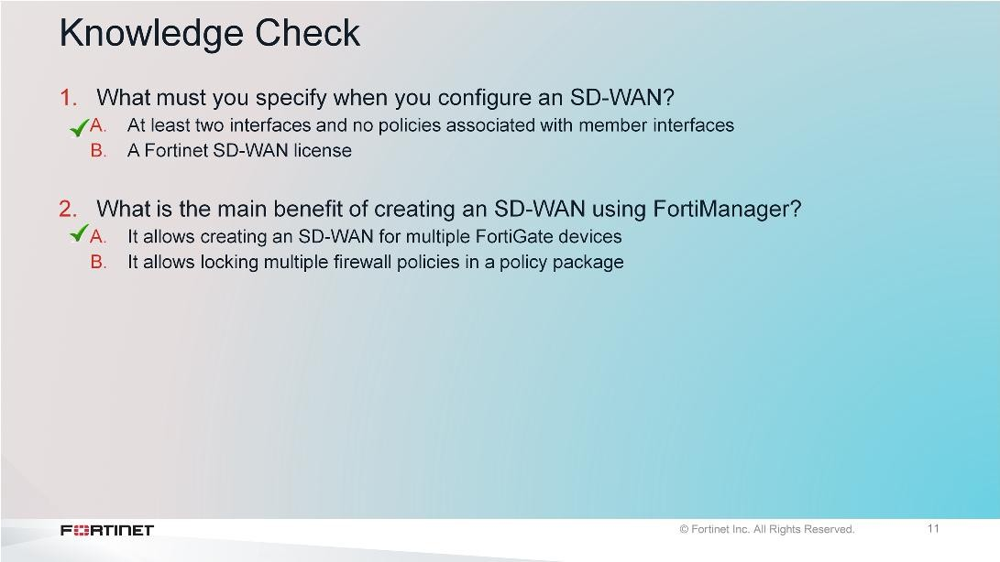 Knowledge Check
1. What must you specify when you configure an SD-WAN?
A. At least two interfaces and no policies associated with member interfaces
B. A Fortinet SD-WAN license
2. What is the main benefit of creating an SD-WAN using FortiManager?
A. It allows creating an SD-WAN for multiple FortiGate devices
B. It allows locking multiple firewall policies in a policy package
FORTINET
© Fortinet Inc. All Rights Reserved.
11